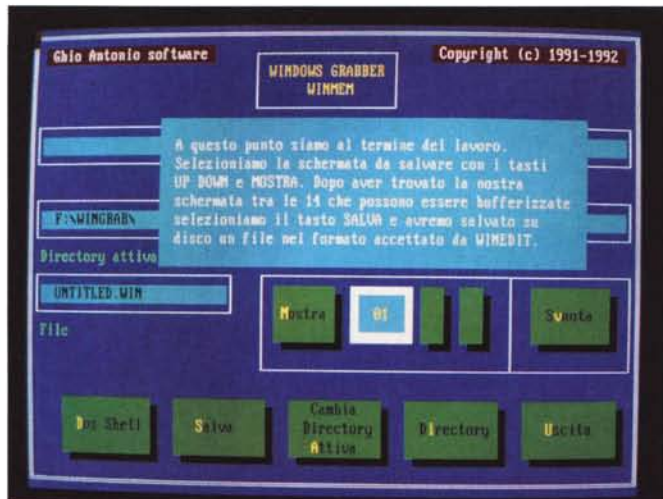 Ghio Antonio software
Copyright (c) 1991-1992
WINDOWS GRABBER
WINMEM
A questo punto siamo al termine del lavoro.
Selezioniamo la schermata da salvare con i tasti
UP DOWN e MOSTRA. Dopo aver trovato la nostra
schermata tra le 14 che possono essere bufferizzate
selezioniamo il tasto SALVA e avremo salvato su
disco un file nel formato accettato da WINEDIT.
F:\WINGRAB\
Directory attiva
UNTITLED.WIN
File
Mostra
01
Svuota
Dos Shell
Salva
Cambia
Directory
Attiva
Directory
Uscita